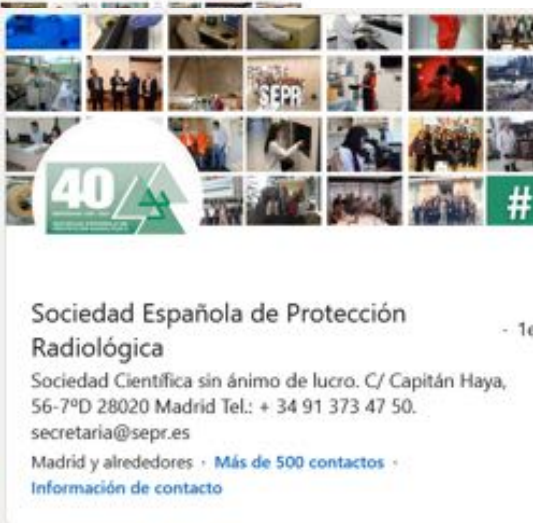 SEPR
40
#
Sociedad Española de Protección
Radiológica
- 1e
Sociedad Científica sin ánimo de lucro. C/ Capitán Haya,
56-7ºD 28020 Madrid Tel.: + 34 91 373 47 50.
secretaria@sepr.es
Madrid y alrededores · Más de 500 contactos ·
Información de contacto